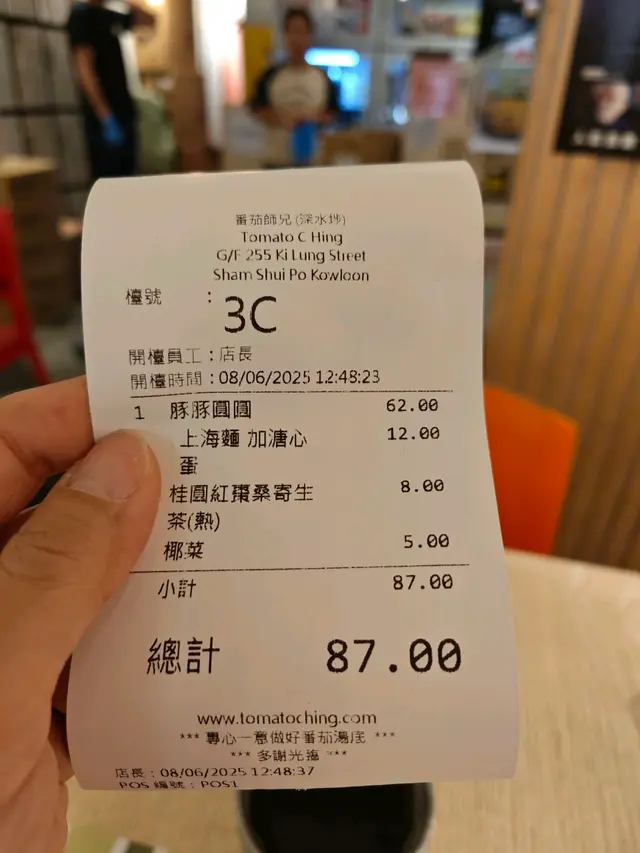 番茄師兄 (深水埗)
Tomato C Hing
G/F 255 Ki Lung Street
Sham Shui Po Kowloon
檯號 : 3C
開檯員工 : 店長
開檯時間 : 08/06/2025 12:48:23
1 豚豚圓圓 62.00
上海麵 加溏心 12.00
蛋
桂圓紅棗桑寄生 8.00
茶(熱)
椰菜 5.00
小計 87.00
總計 87.00
www.tomatoching.com
*** 專心一意做好番茄湯底 ***
*** 多謝光臨 ***
店長 : 08/06/2025 12:48:37
POS 編號 : POS1